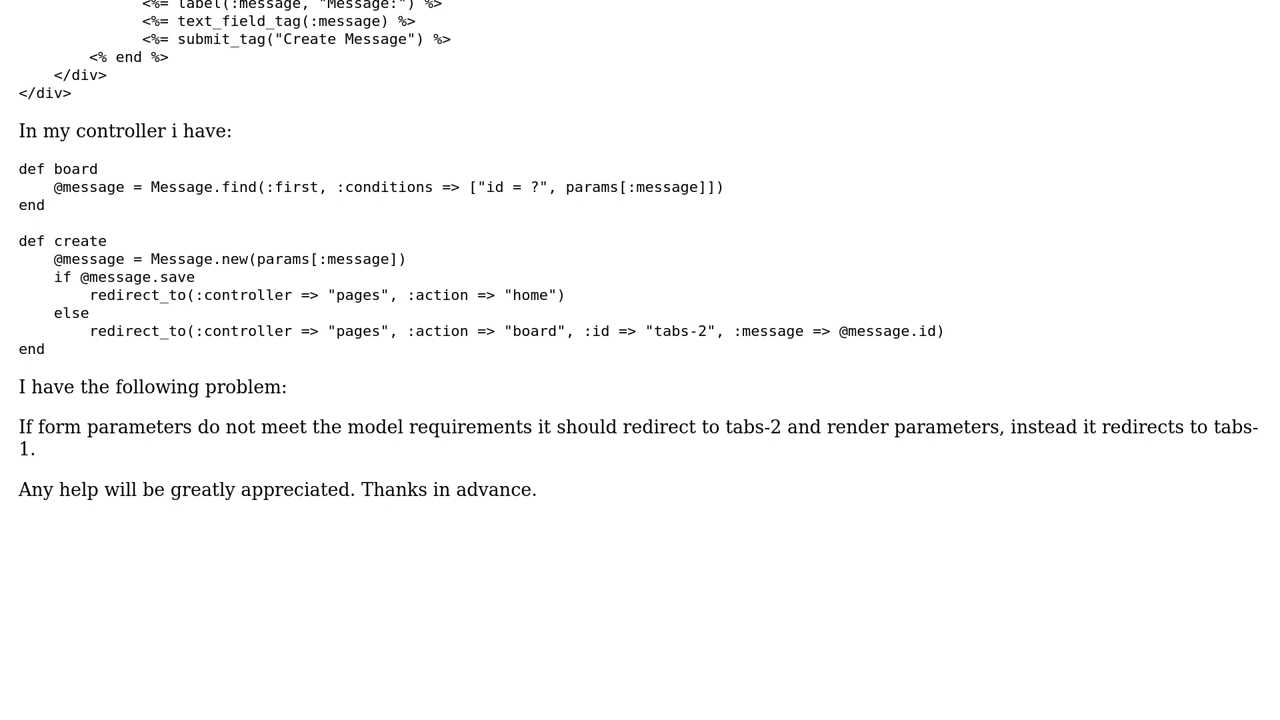 <%= label(:message, "Message:") %>
<%= text_field_tag(:message) %>
<%= submit_tag("Create Message") %>
<% end %>
</div>
</div>
In my controller i have:
def board
@message = Message.find(:first, :conditions => ["id = ?", params[:message]])
end
def create
@message = Message.new(params[:message])
if @message.save
redirect_to(:controller => "pages", :action => "home")
else
redirect_to(:controller => "pages", :action => "board", :id => "tabs-2", :message => @message.id)
end
I have the following problem:
If form parameters do not meet the model requirements it should redirect to tabs-2 and render parameters, instead it redirects to tabs-
1.
Any help will be greatly appreciated. Thanks in advance.